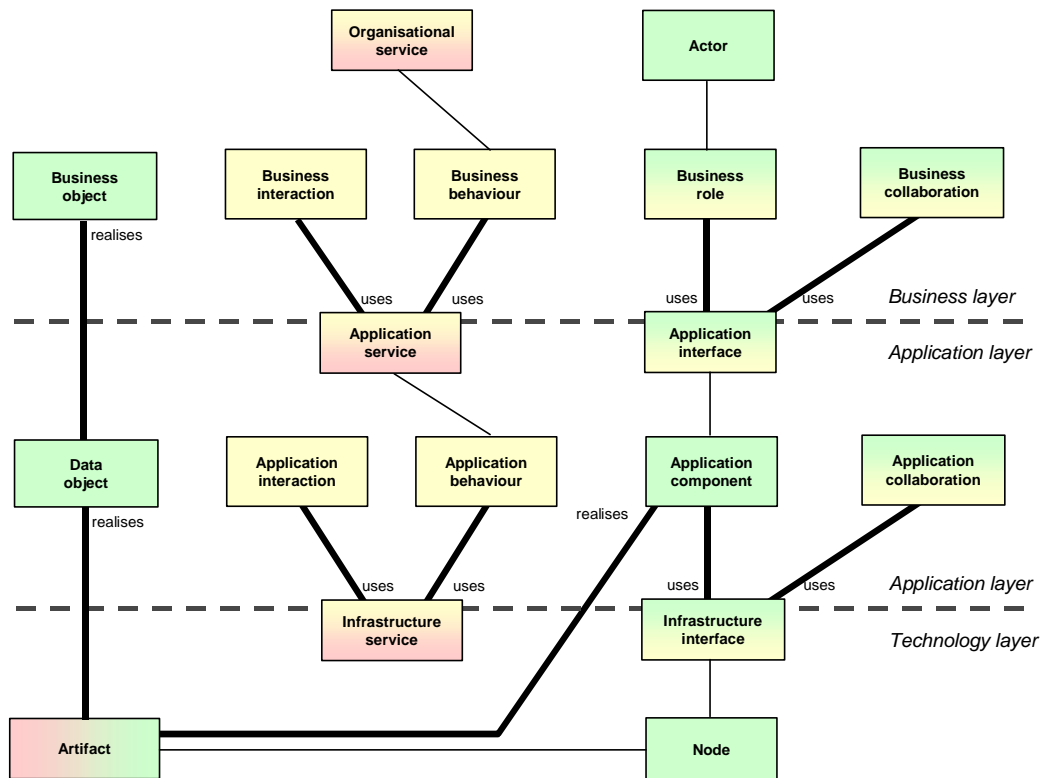 Organisational
service
Actor
Business
object
Business
interaction
Business
behaviour
Business
role
Business
collaboration
realises
uses
uses
uses
uses
Business layer
Application
service
Application
interface
Application layer
Data
object
Application
interaction
Application
behaviour
Application
component
Application
collaboration
realises
realises
uses
uses
uses
uses
Application layer
Infrastructure
service
Infrastructure
interface
Technology layer
Artifact
Node